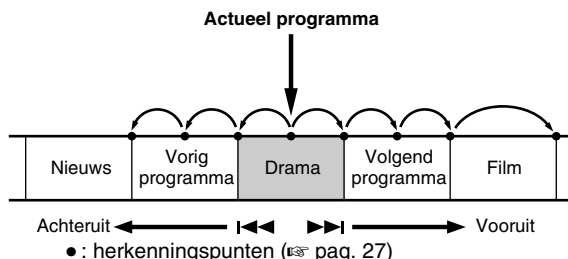 Actueel programma
Nieuws
Vorig
programma
Drama
Volgend
programma
Film
Achteruit
Vooruit
● : herkenningspunten (☞ pag. 27)